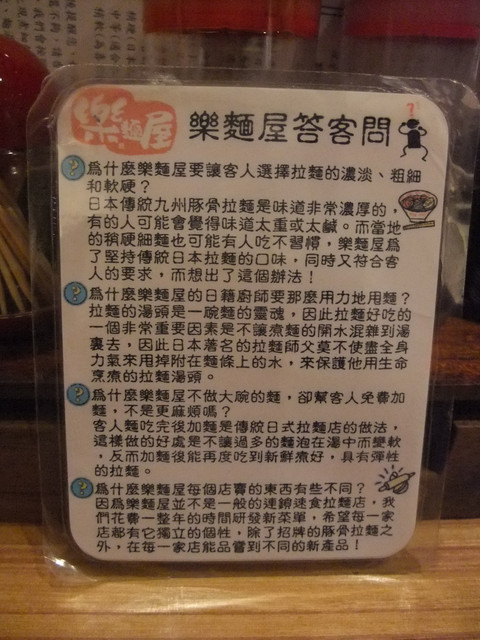 樂麵屋
樂麵屋答客問
爲什麼樂麵屋要讓客人選擇拉麵的濃淡、粗細
和軟硬？
日本傳統九州豚骨拉麵是味道非常濃厚的，
有的人可能會覺得味道太重或太鹹。而當地
的稍硬細麵也可能有人吃不習慣，樂麵屋爲
了堅持傳統日本拉麵的口味，同時又符合客
人的要求，而想出了這個辦法！
爲什麼樂麵屋的日籍廚師要那麼用力地甩麵？
拉麵的湯頭是一碗麵的靈魂，因此拉麵好吃的
一個非常重要因素是不讓煮麵的開水混雜到湯
裏去，因此日本著名的拉麵師父莫不使盡全身
力氣來甩掉附在麵條上的水，來保護他用生命
烹煮的拉麵湯頭。
爲什麼樂麵屋不做大碗的麵，卻幫客人免費加
麵，不是更麻煩嗎？
客人麵吃完後加麵是傳統日式拉麵店的做法，
這樣做的好處是不讓過多的麵泡在湯中而變軟
，反而加麵後能再度吃到新鮮煮好，具有彈性
的拉麵。
爲什麼樂麵屋每個店賣的東西有些不同？
因爲樂麵屋並不是一般的連鎖速食拉麵店，我
們花費一整年的時間研發新菜單，希望每一家
店都有它獨立的個性，除了招牌的豚骨拉麵之
外，在每一家店能品嘗到不同的新產品！